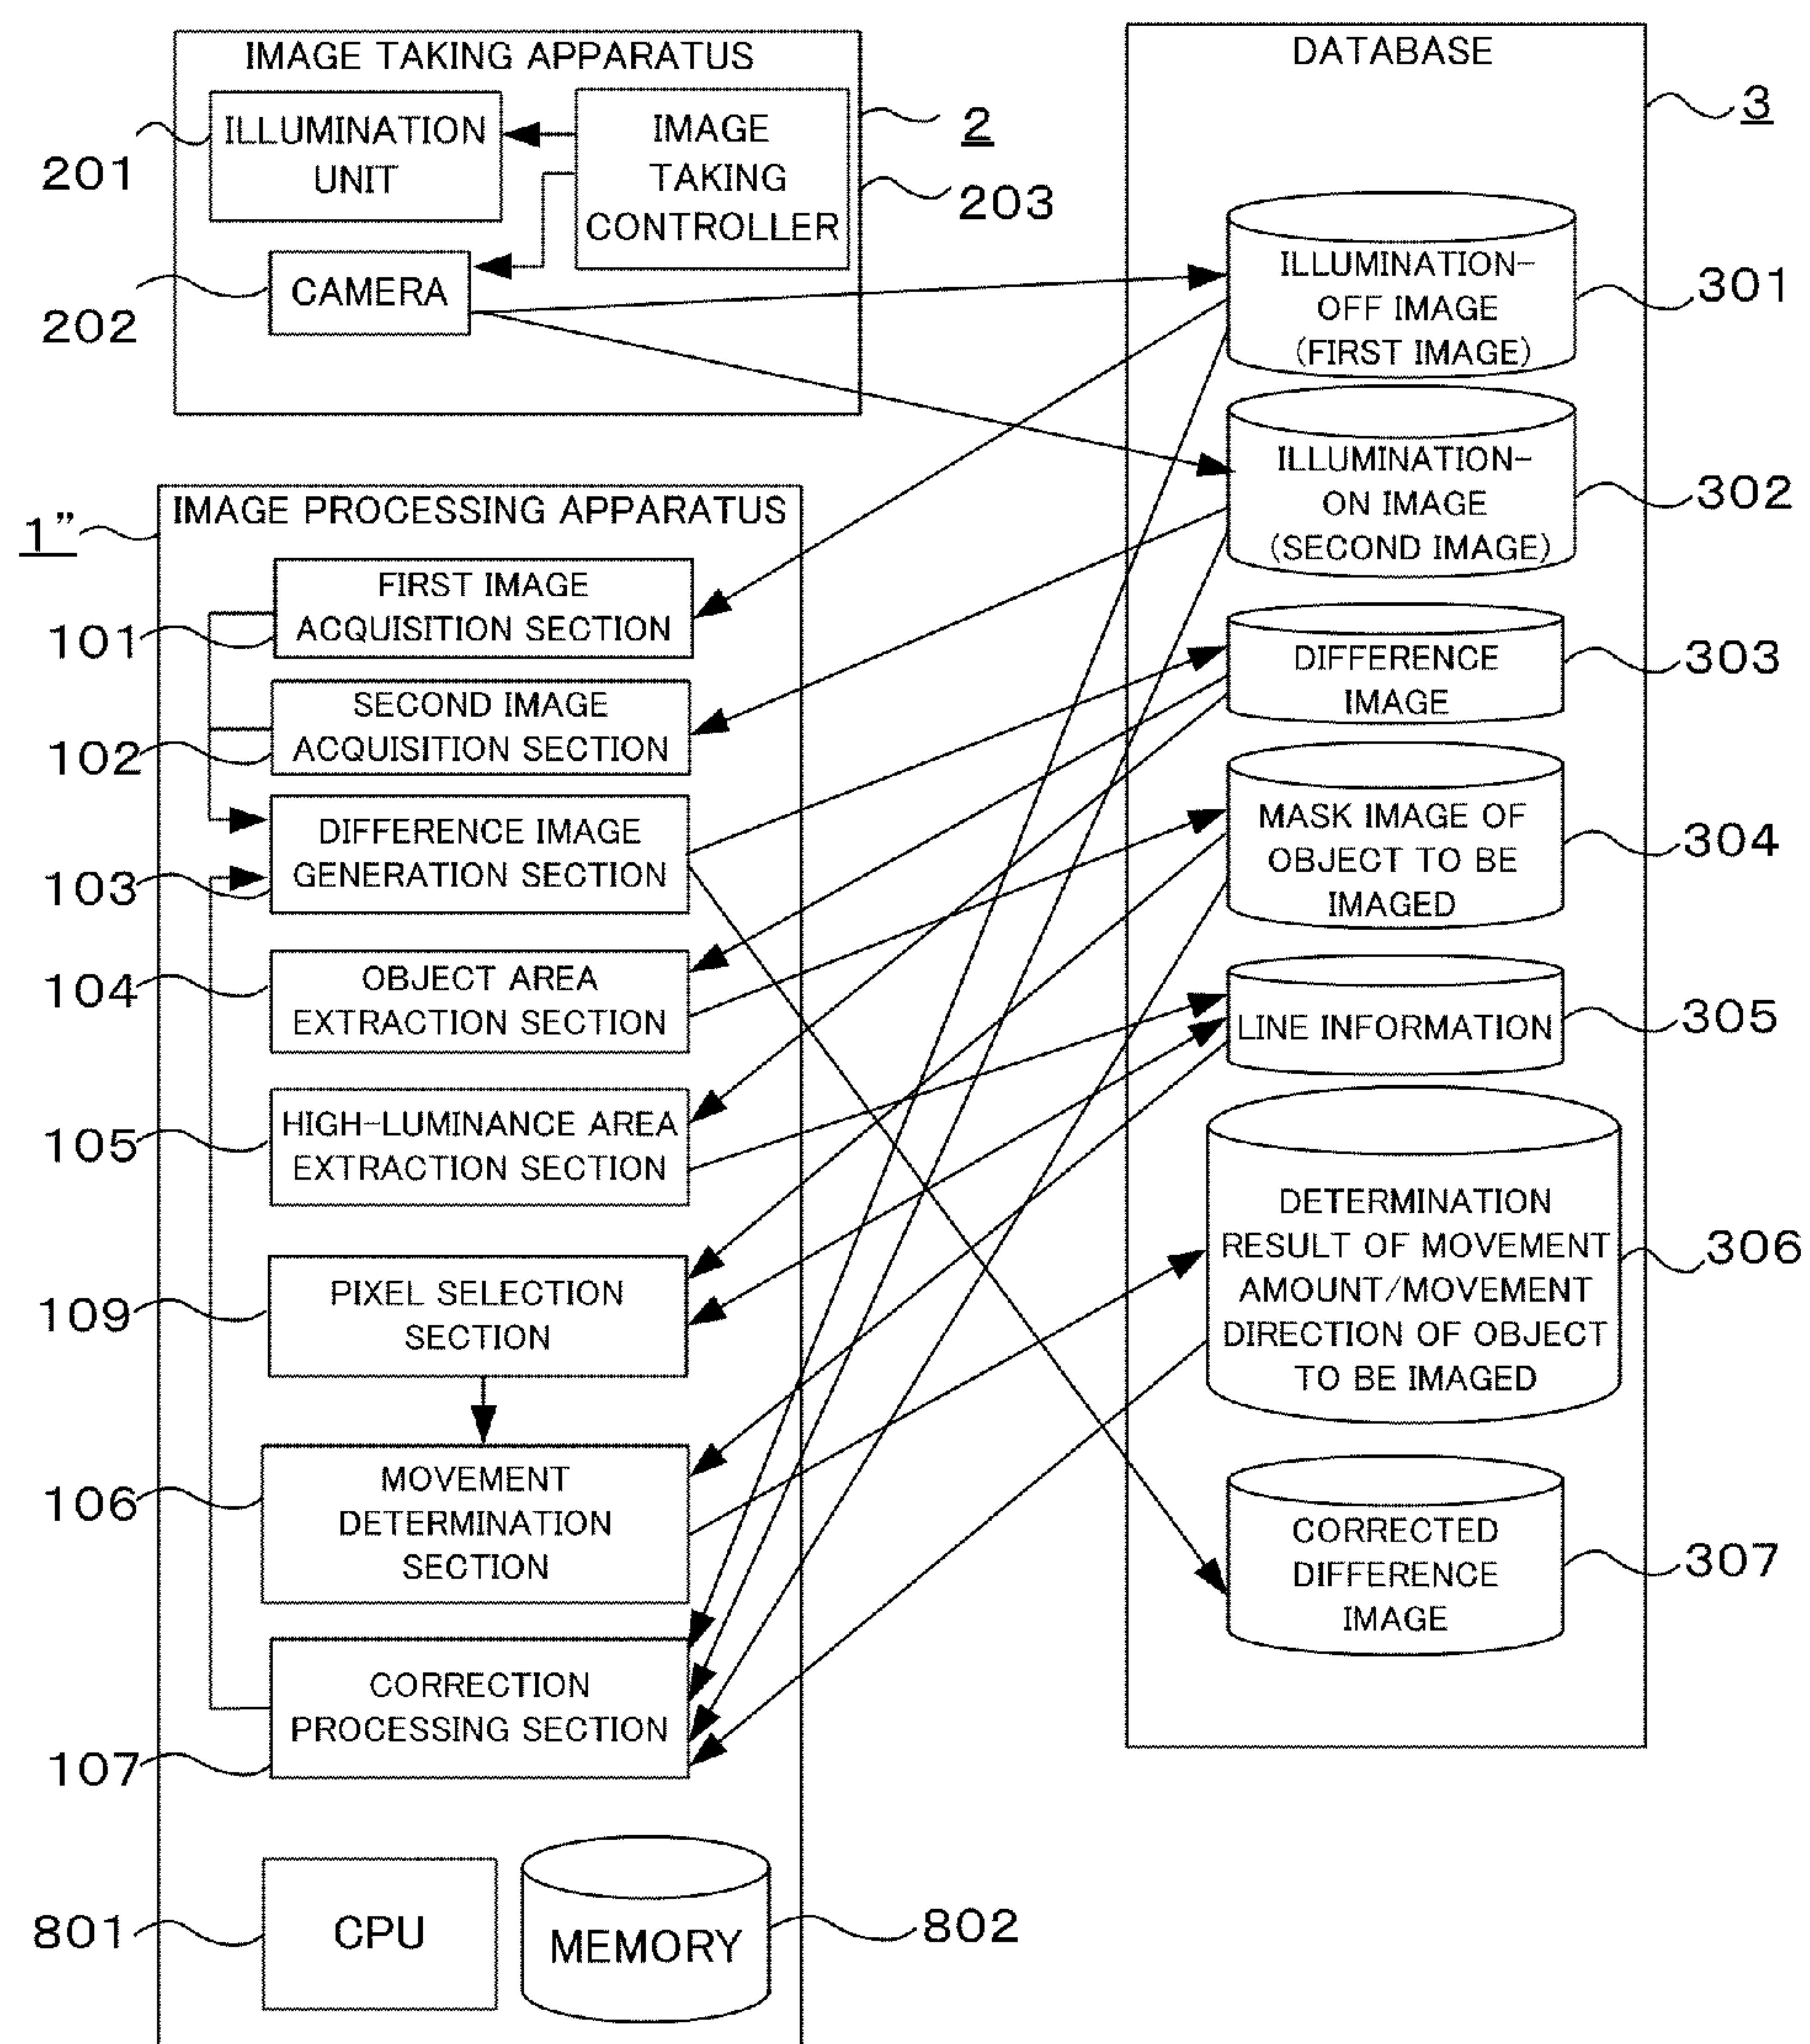 IMAGE TAKING APPARATUS
ILLUMINATION
UNIT
201
IMAGE
TAKING
CONTROLLER
2
203
CAMERA
202
DATABASE
3
ILLUMINATION-
OFF IMAGE
(FIRST IMAGE)
301
ILLUMINATION-
ON IMAGE
(SECOND IMAGE)
302
DIFFERENCE
IMAGE
303
MASK IMAGE OF
OBJECT TO BE
IMAGED
304
LINE INFORMATION
305
DETERMINATION
RESULT OF MOVEMENT
AMOUNT/MOVEMENT
DIRECTION OF OBJECT
TO BE IMAGED
306
CORRECTED
DIFFERENCE
IMAGE
307
1”
IMAGE PROCESSING APPARATUS
FIRST IMAGE
ACQUISITION SECTION
101
SECOND IMAGE
ACQUISITION SECTION
102
DIFFERENCE IMAGE
GENERATION SECTION
103
OBJECT AREA
EXTRACTION SECTION
104
HIGH-LUMINANCE AREA
EXTRACTION SECTION
105
PIXEL SELECTION
SECTION
109
MOVEMENT
DETERMINATION
SECTION
106
CORRECTION
PROCESSING SECTION
107
CPU
801
MEMORY
802